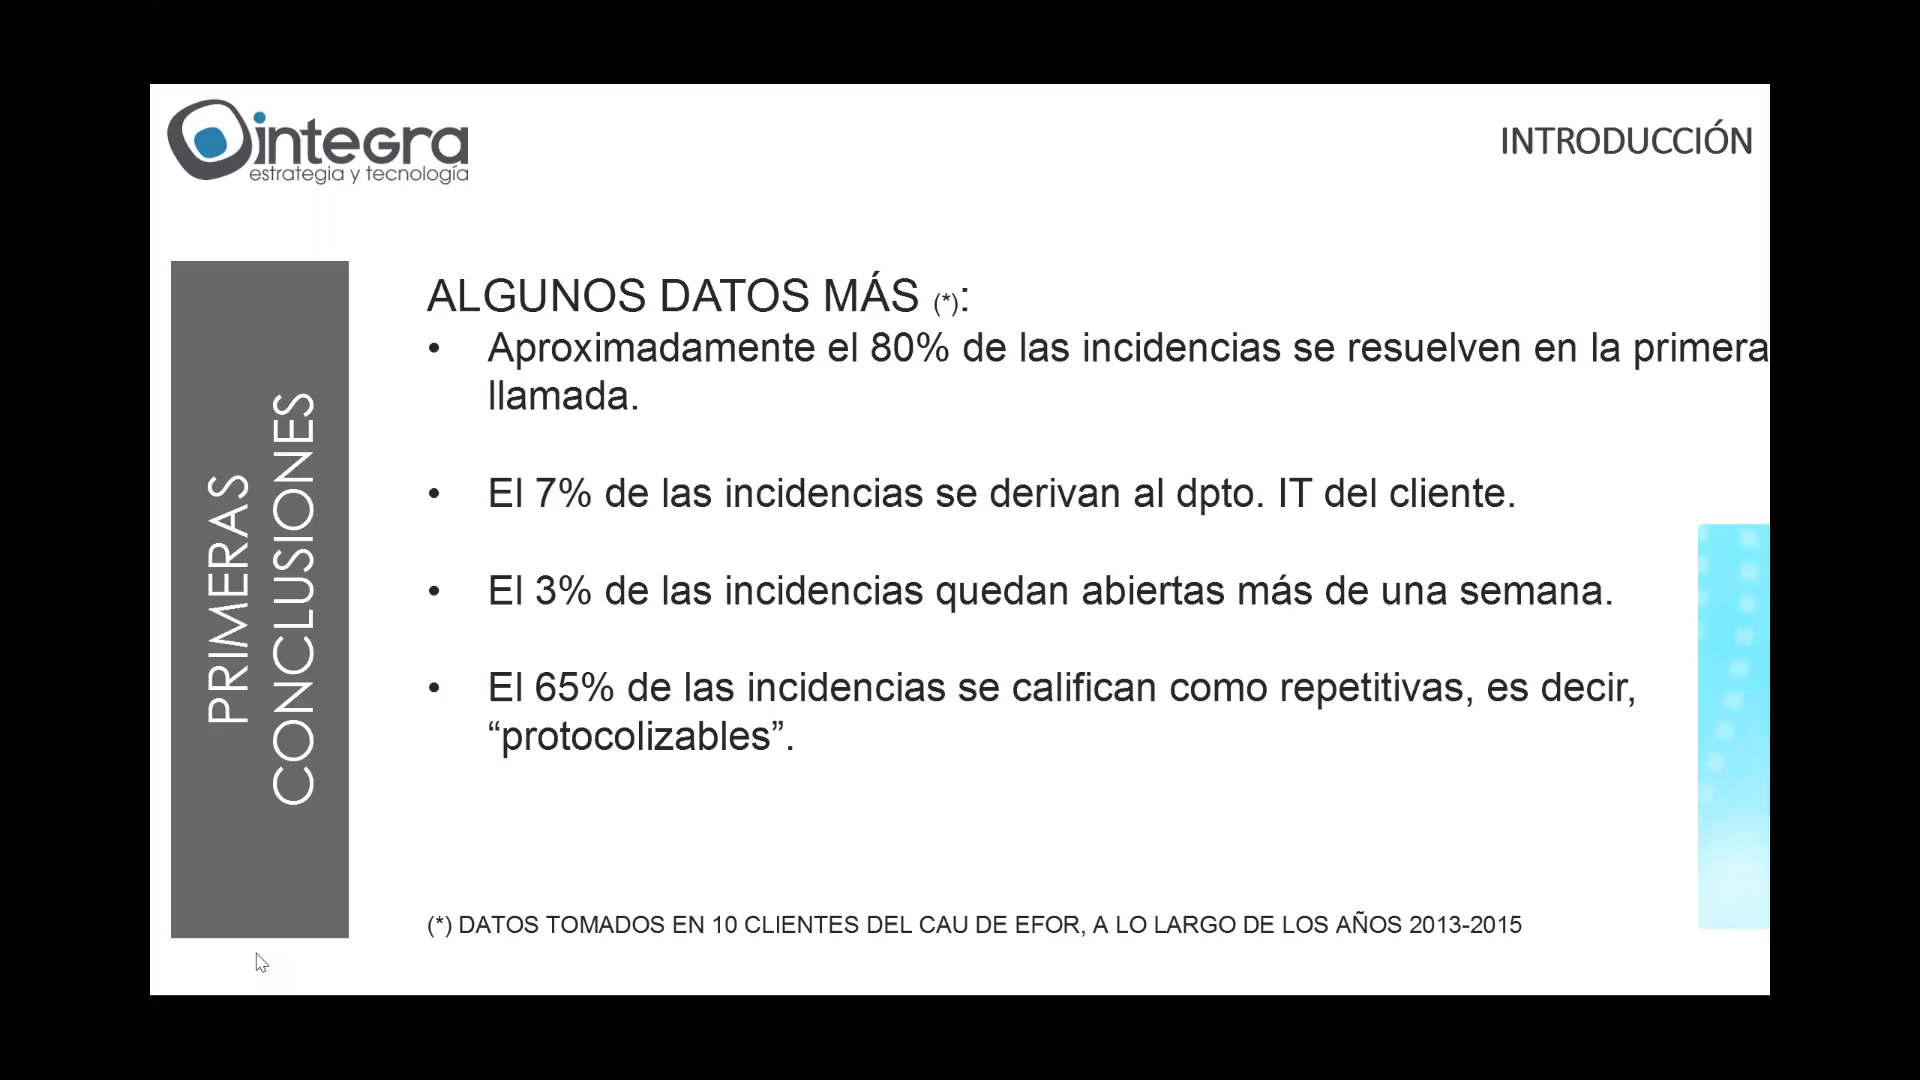 integra
estrategia y tecnología
INTRODUCCIÓN
PRIMERAS
CONCLUSIONES
ALGUNOS DATOS MÁS (*):
• Aproximadamente el 80% de las incidencias se resuelven en la primera
llamada.
• El 7% de las incidencias se derivan al dpto. IT del cliente.
• El 3% de las incidencias quedan abiertas más de una semana.
• El 65% de las incidencias se califican como repetitivas, es decir,
“protocolizables”.
(*) DATOS TOMADOS EN 10 CLIENTES DEL CAU DE EFOR, A LO LARGO DE LOS AÑOS 2013-2015